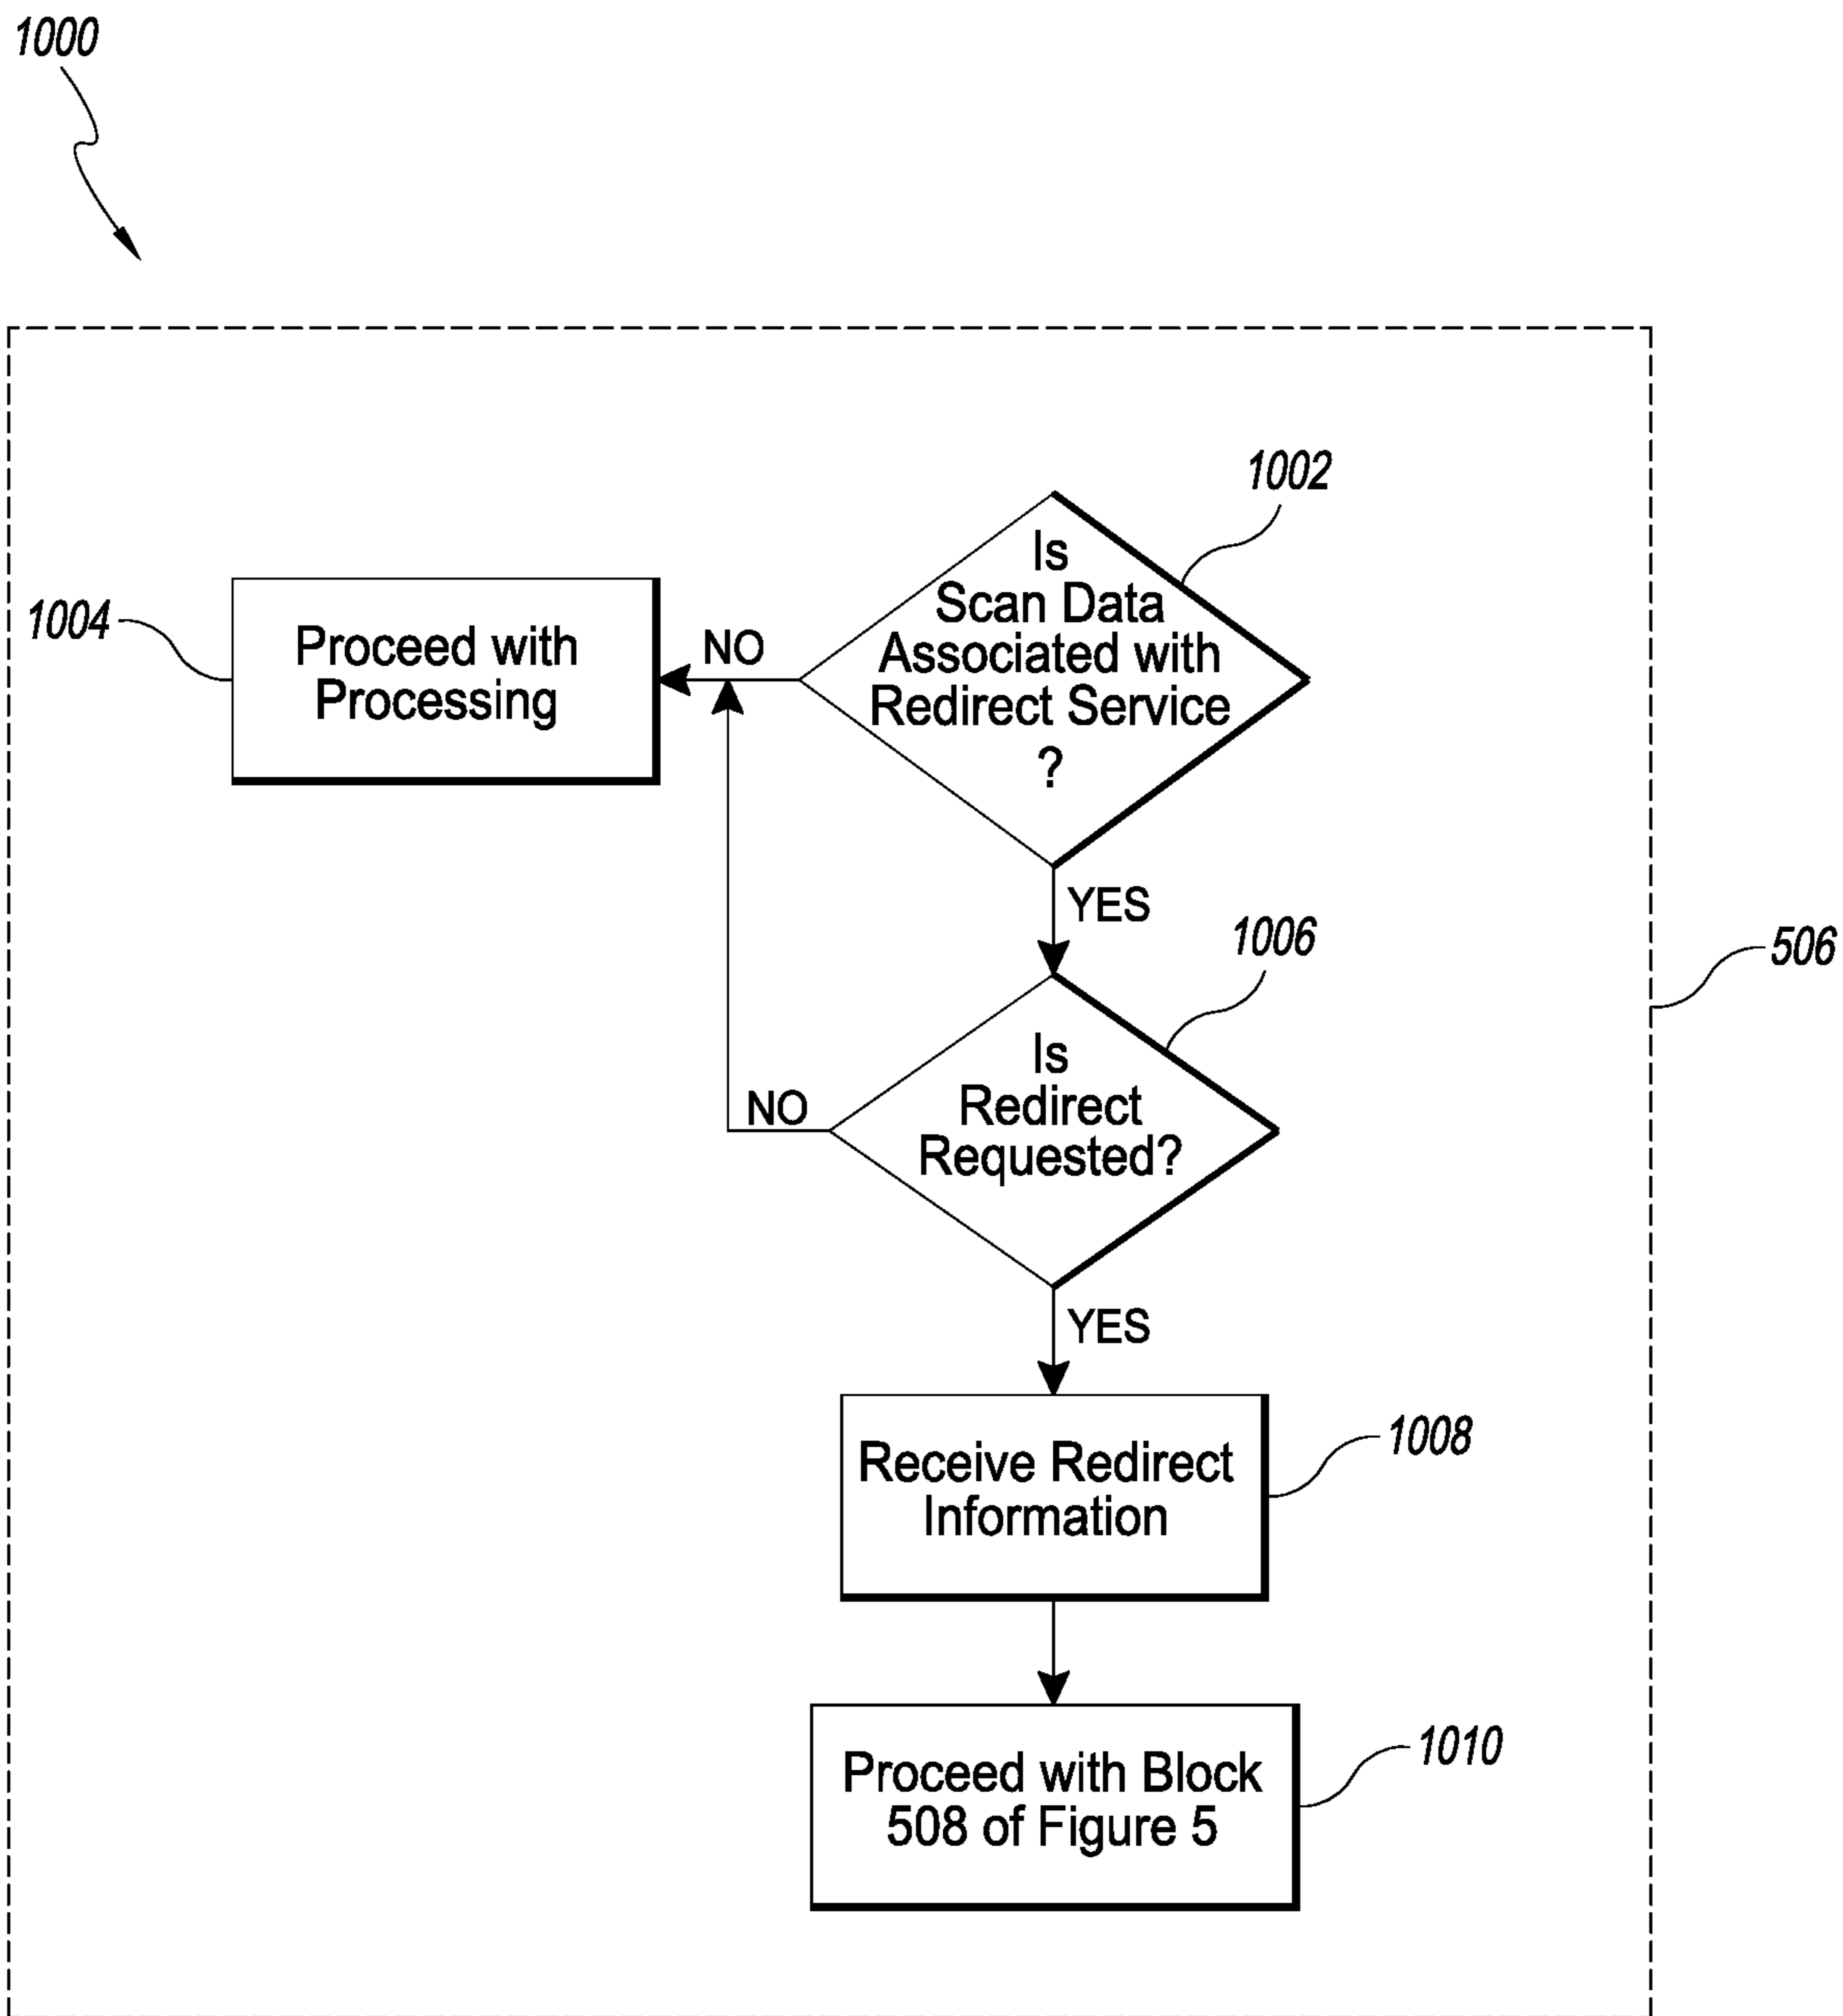 1000
1002
Is
Scan Data
Associated with
Redirect Service
?
1004
Proceed with
Processing
NO
YES
1006
506
Is
Redirect
Requested?
NO
YES
1008
Receive Redirect
Information
1010
Proceed with Block
508 of Figure 5